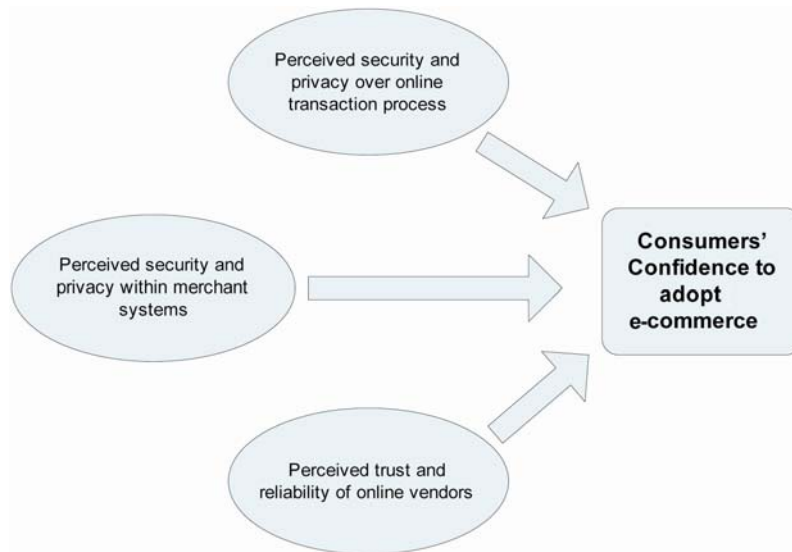 Perceived security and
privacy over online
transaction process
Perceived security and
privacy within merchant
systems
Consumers’
Confidence to
adopt
e-commerce
Perceived trust and
reliability of online vendors